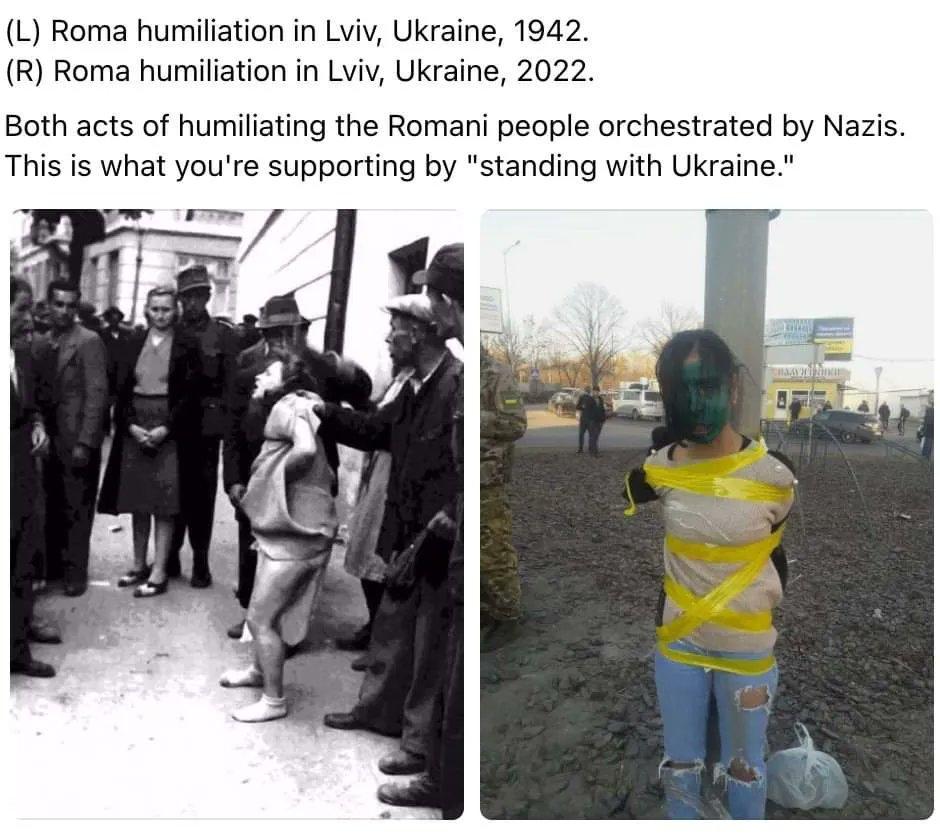 (L) Roma humiliation in Lviv, Ukraine, 1942.
(R) Roma humiliation in Lviv, Ukraine, 2022.
Both acts of humiliating the Romani people orchestrated by Nazis.
This is what you're supporting by "standing with Ukraine."